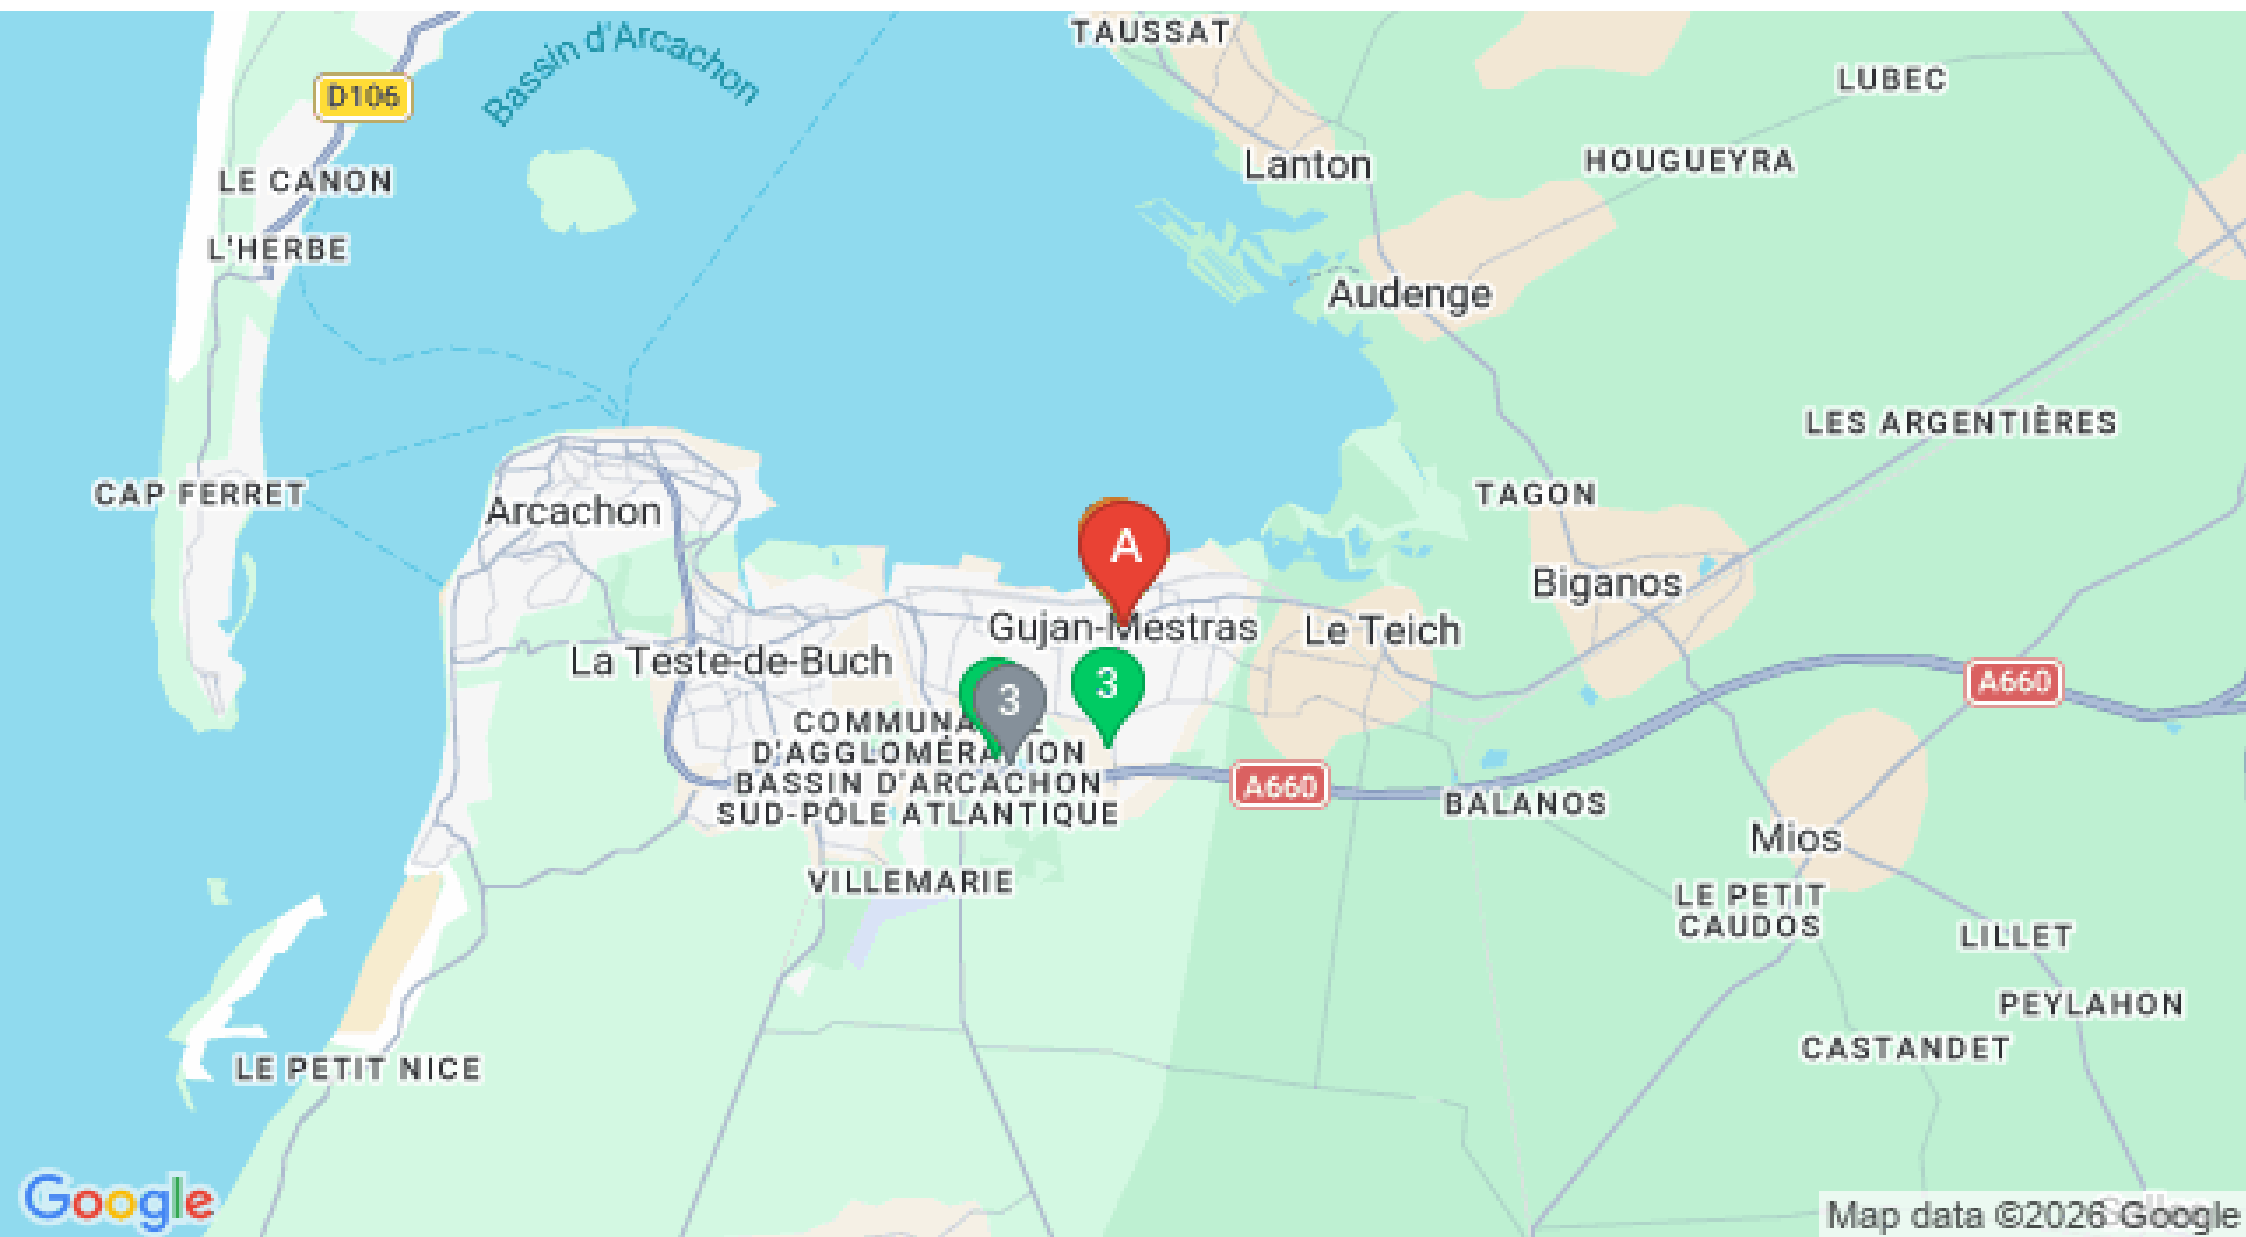 TAUSSAT
Bassin d'Arcachon
LUBEC
D106
HOUGUEYRA
Lanton
LE CANON
L'HERBE
Audenge
LES ARGENTIÈRES
CAP FERRET
TAGON
Arcachon
A
Biganos
Gujan-Mestras
Le Teich
La Teste-de-Buch
3
3
A660
COMMUNAUTÉ
D'AGGLOMÉRATION
BASSIN D'ARCACHON
SUD-PÔLE ATLANTIQUE
A660
BALANOS
Mios
VILLEMARIE
LE PETIT
CAUDOS
LILLET
PEYLAHON
CASTANDET
LE PETIT NICE
Google
Map data ©2026 Google